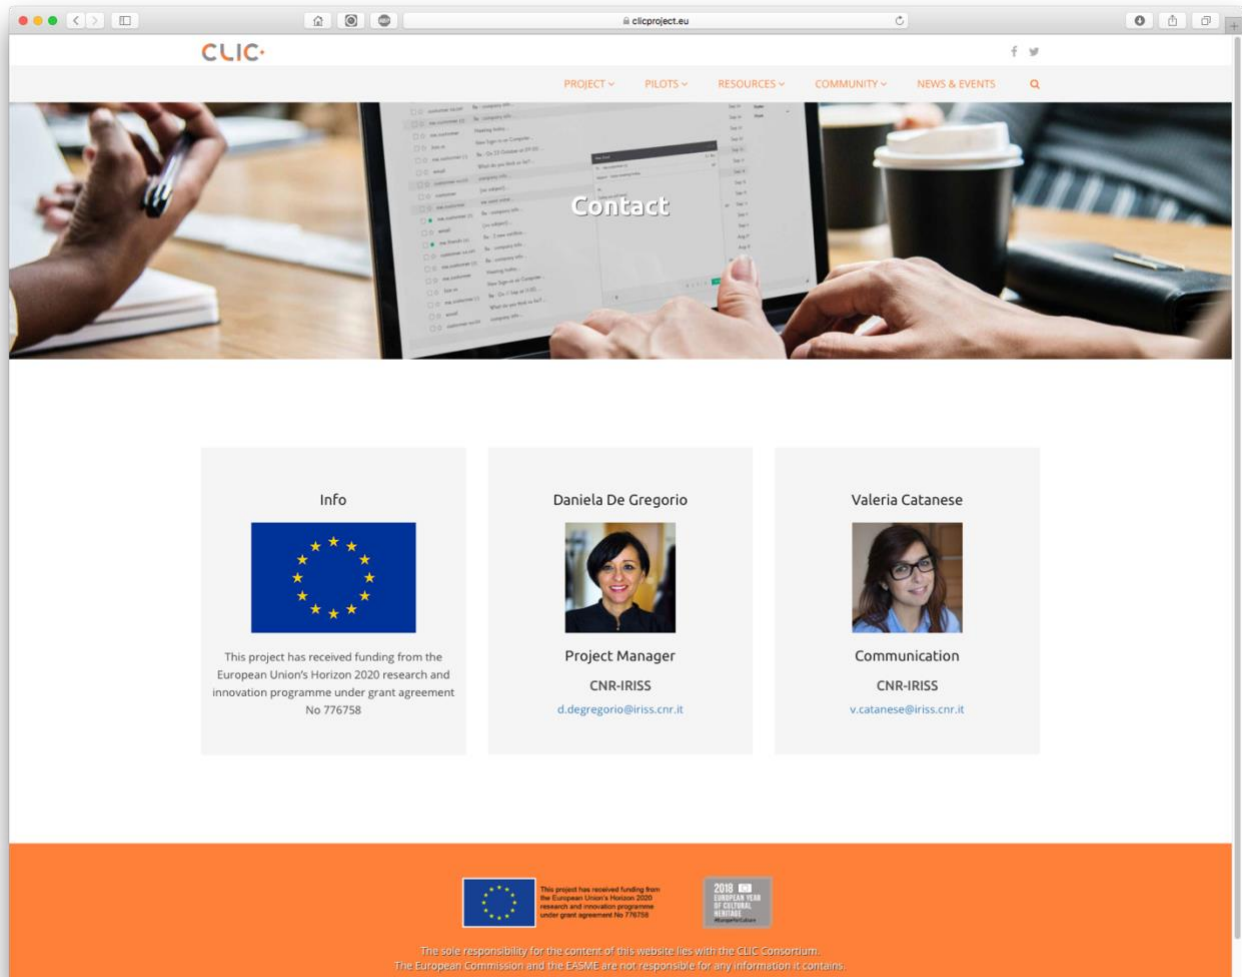 clicproject.eu
CLIC
PROJECT
PILOTS
RESOURCES
COMMUNITY
NEWS & EVENTS
Contact
Info
This project has received funding from the
European Union's Horizon 2020 research and
innovation programme under grant agreement
No 776758
Daniela De Gregorio
Project Manager
CNR-IRISS
d.degregorio@iriss.cnr.it
Valeria Catanese
Communication
CNR-IRISS
v.catanese@iriss.cnr.it
This project has received funding from
the European Union's Horizon 2020
research and innovation programme
under grant agreement No 776758
2018
EUROPEAN YEAR
OF CULTURAL
HERITAGE
#EuropeForCulture
The sole responsibility for the content of this website lies with the CLIC Consortium.
The European Commission and the EASME are not responsible for any information it contains.